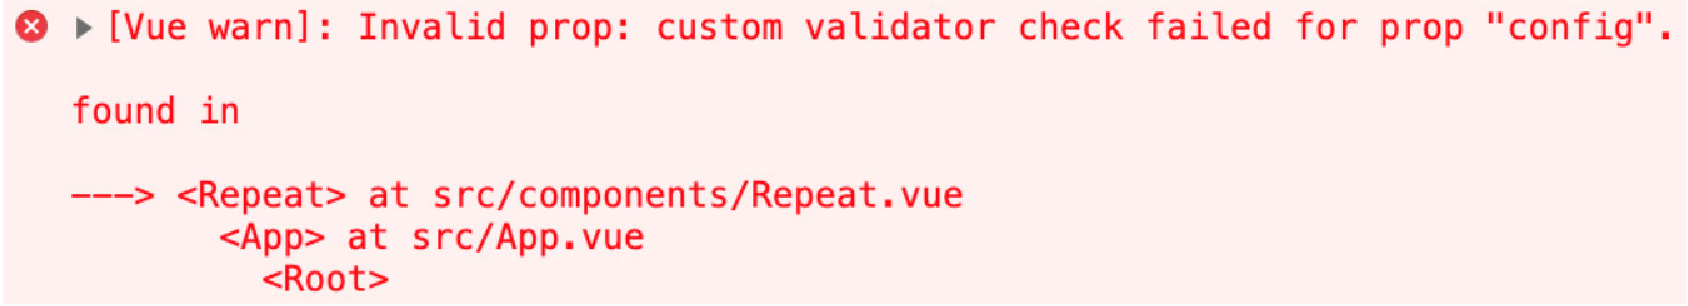 [Vue warn]: Invalid prop: custom validator check failed for prop "config".
found in
---> <Repeat> at src/components/Repeat.vue
<App> at src/App.vue
<Root>